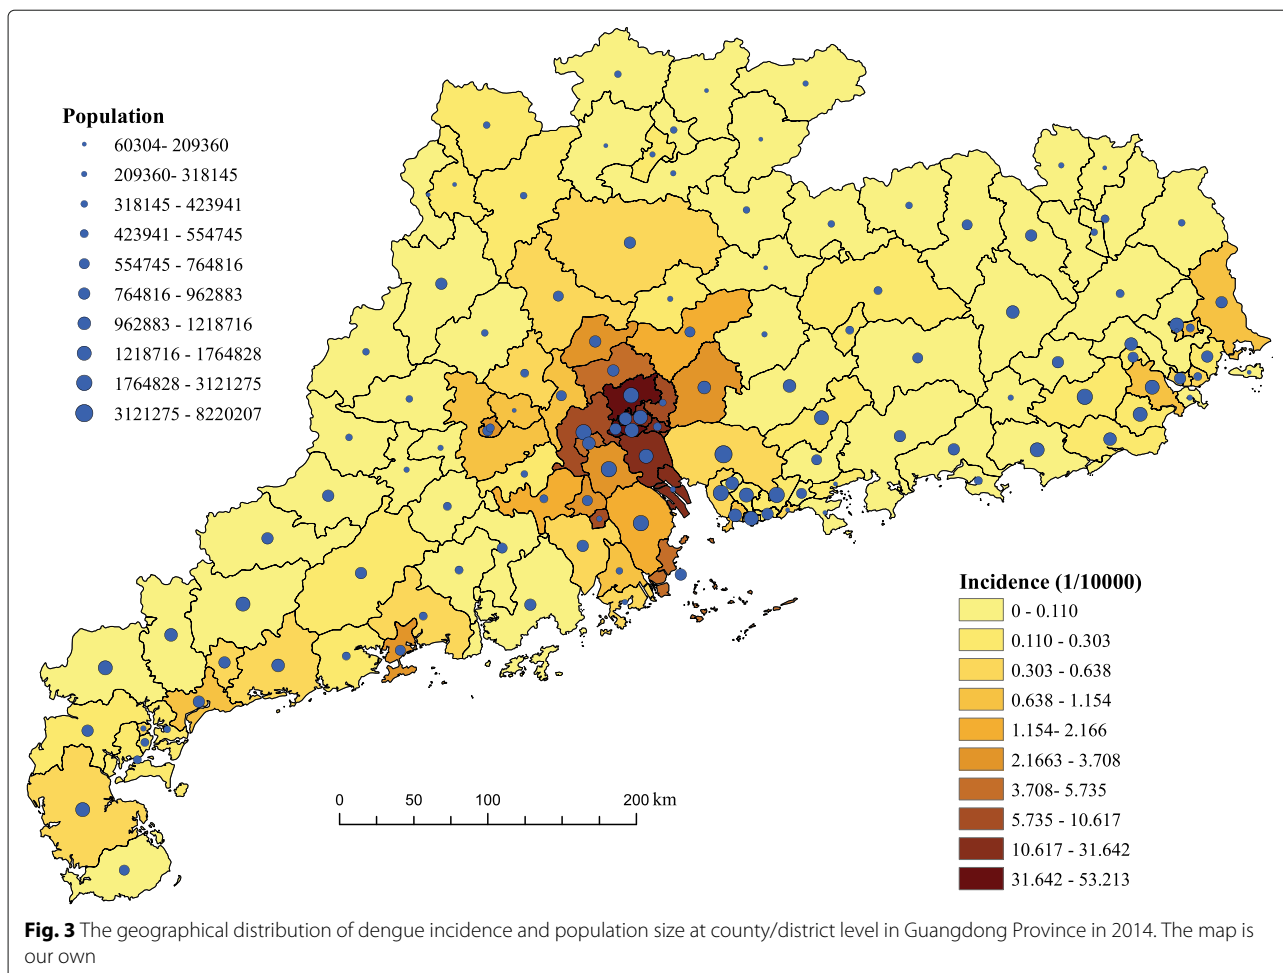 Population
60304- 209360
209360- 318145
318145 - 423941
423941 - 554745
554745 - 764816
764816 - 962883
962883 - 1218716
1218716 - 1764828
1764828 - 3121275
3121275 - 8220207
Incidence (1/10000)
0 - 0.110
0.110 - 0.303
0.303 - 0.638
0.638 - 1.154
1.154- 2.166
2.1663 - 3.708
3.708- 5.735
5.735 - 10.617
10.617 - 31.642
31.642 - 53.213
0 50 100 200 km
Fig. 3 The geographical distribution of dengue incidence and population size at county/district level in Guangdong Province in 2014. The map is
our own